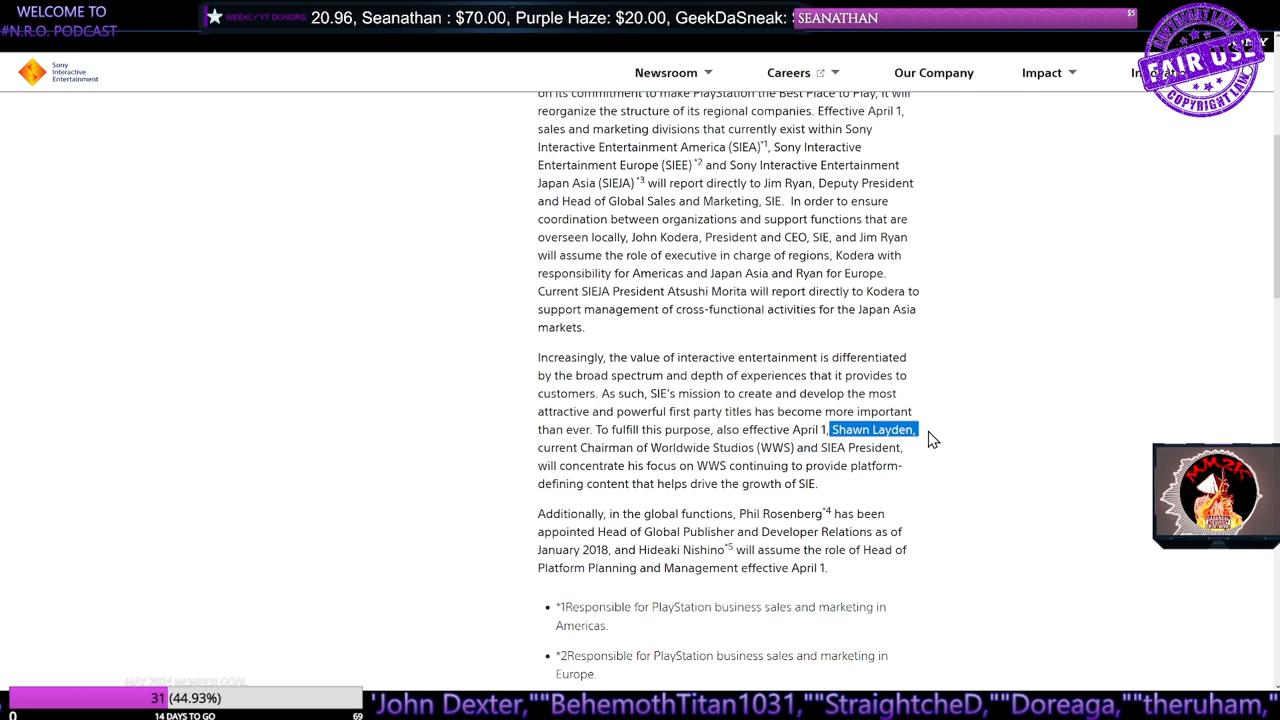 WELCOME TO
#N.R.O. PODCAST
WEEKLY YT DONORS
20.96, Seanathan : $70.00, Purple Haze: $20.00, GeekDaSneak:
SEANATHAN
$5
COPYRIGHT LAW
FAIR USE
COPYRIGHT LAW
Sony
Interactive
Entertainment
Newsroom
Careers
Our Company
Impact
on its commitment to make PlayStation the Best Place to Play, it will
reorganize the structure of its regional companies. Effective April 1,
sales and marketing divisions that currently exist within Sony
Interactive Entertainment America (SIEA)*1, Sony Interactive
Entertainment Europe (SIEE) *2 and Sony Interactive Entertainment
Japan Asia (SIEJA) *3 will report directly to Jim Ryan, Deputy President
and Head of Global Sales and Marketing, SIE. In order to ensure
coordination between organizations and support functions that are
overseen locally, John Kodera, President and CEO, SIE, and Jim Ryan
will assume the role of executive in charge of regions, Kodera with
responsibility for Americas and Japan Asia and Ryan for Europe.
Current SIEJA President Atsushi Morita will report directly to Kodera to
support management of cross-functional activities for the Japan Asia
markets.
Increasingly, the value of interactive entertainment is differentiated
by the broad spectrum and depth of experiences that it provides to
customers. As such, SIE's mission to create and develop the most
attractive and powerful first party titles has become more important
than ever. To fulfill this purpose, also effective April 1, Shawn Layden,
current Chairman of Worldwide Studios (WWS) and SIEA President,
will concentrate his focus on WWS continuing to provide platform-
defining content that helps drive the growth of SIE.
Additionally, in the global functions, Phil Rosenberg*4 has been
appointed Head of Global Publisher and Developer Relations as of
January 2018, and Hideaki Nishino*5 will assume the role of Head of
Platform Planning and Management effective April 1.
• *1Responsible for PlayStation business sales and marketing in
Americas.
• *2Responsible for PlayStation business sales and marketing in
Europe.
MM2K
MAY 2024 MEMBER GOAL
31 (44.93%)
0
14 DAYS TO GO
69
"John Dexter,""BehemothTitan1031,""StraightcheD,""Doreaga,""theruham,"